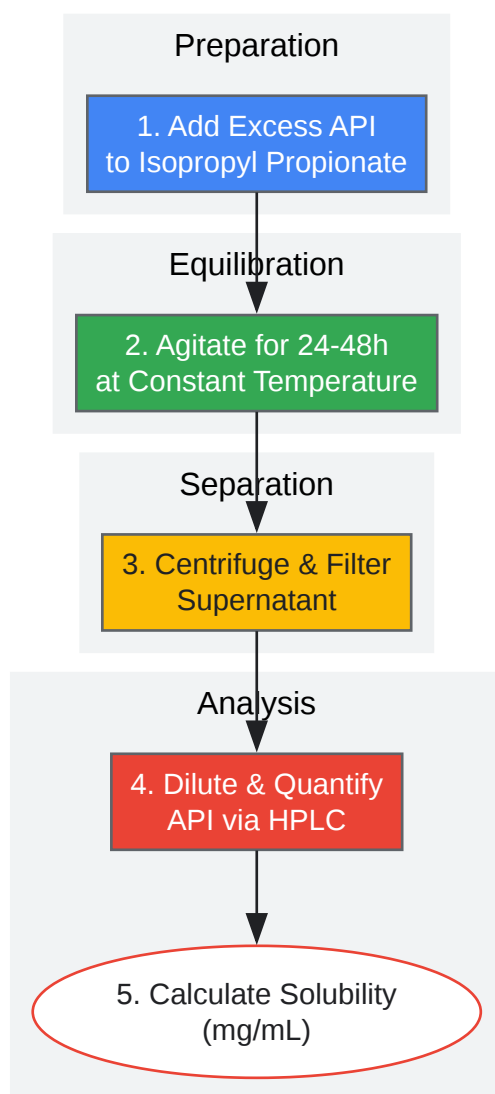 Preparation
1. Add Excess API
to Isopropyl Propionate
Equilibration
2. Agitate for 24-48h
at Constant Temperature
Separation
3. Centrifuge & Filter
Supernatant
Analysis
4. Dilute & Quantify
API via HPLC
5. Calculate Solubility
(mg/mL)